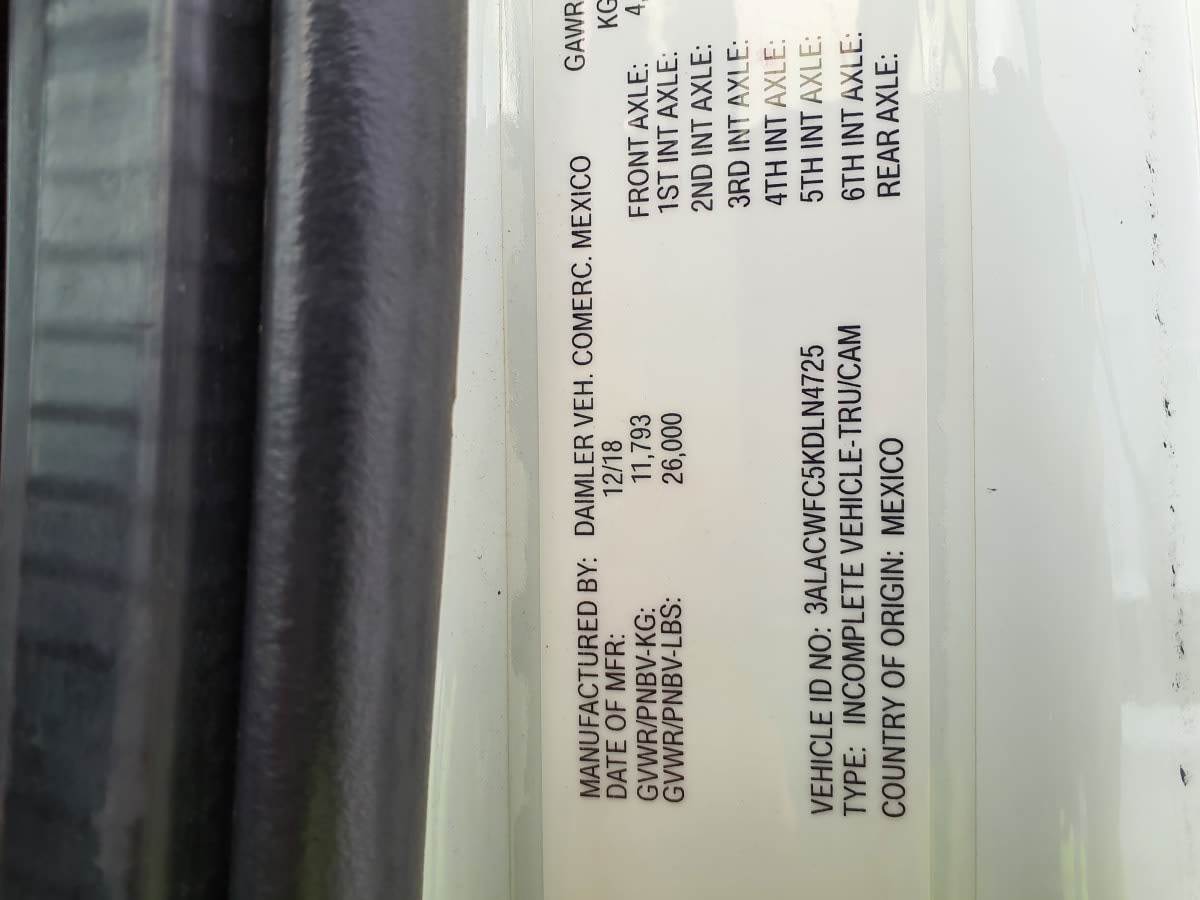 MANUFACTURED BY: DAIMLER VEH. COMERC. MEXICO
DATE OF MFR: 12/18
GVWR/PNBV-KG: 11,793
GVWR/PNBV-LBS: 26,000
VEHICLE ID NO: 3ALACWFC5KDLN4725
TYPE: INCOMPLETE VEHICLE-TRU/CAM
COUNTRY OF ORIGIN: MEXICO
GAWR
KG
FRONT AXLE: 4,
1ST INT AXLE:
2ND INT AXLE:
3RD INT AXLE:
4TH INT AXLE:
5TH INT AXLE:
6TH INT AXLE:
REAR AXLE: